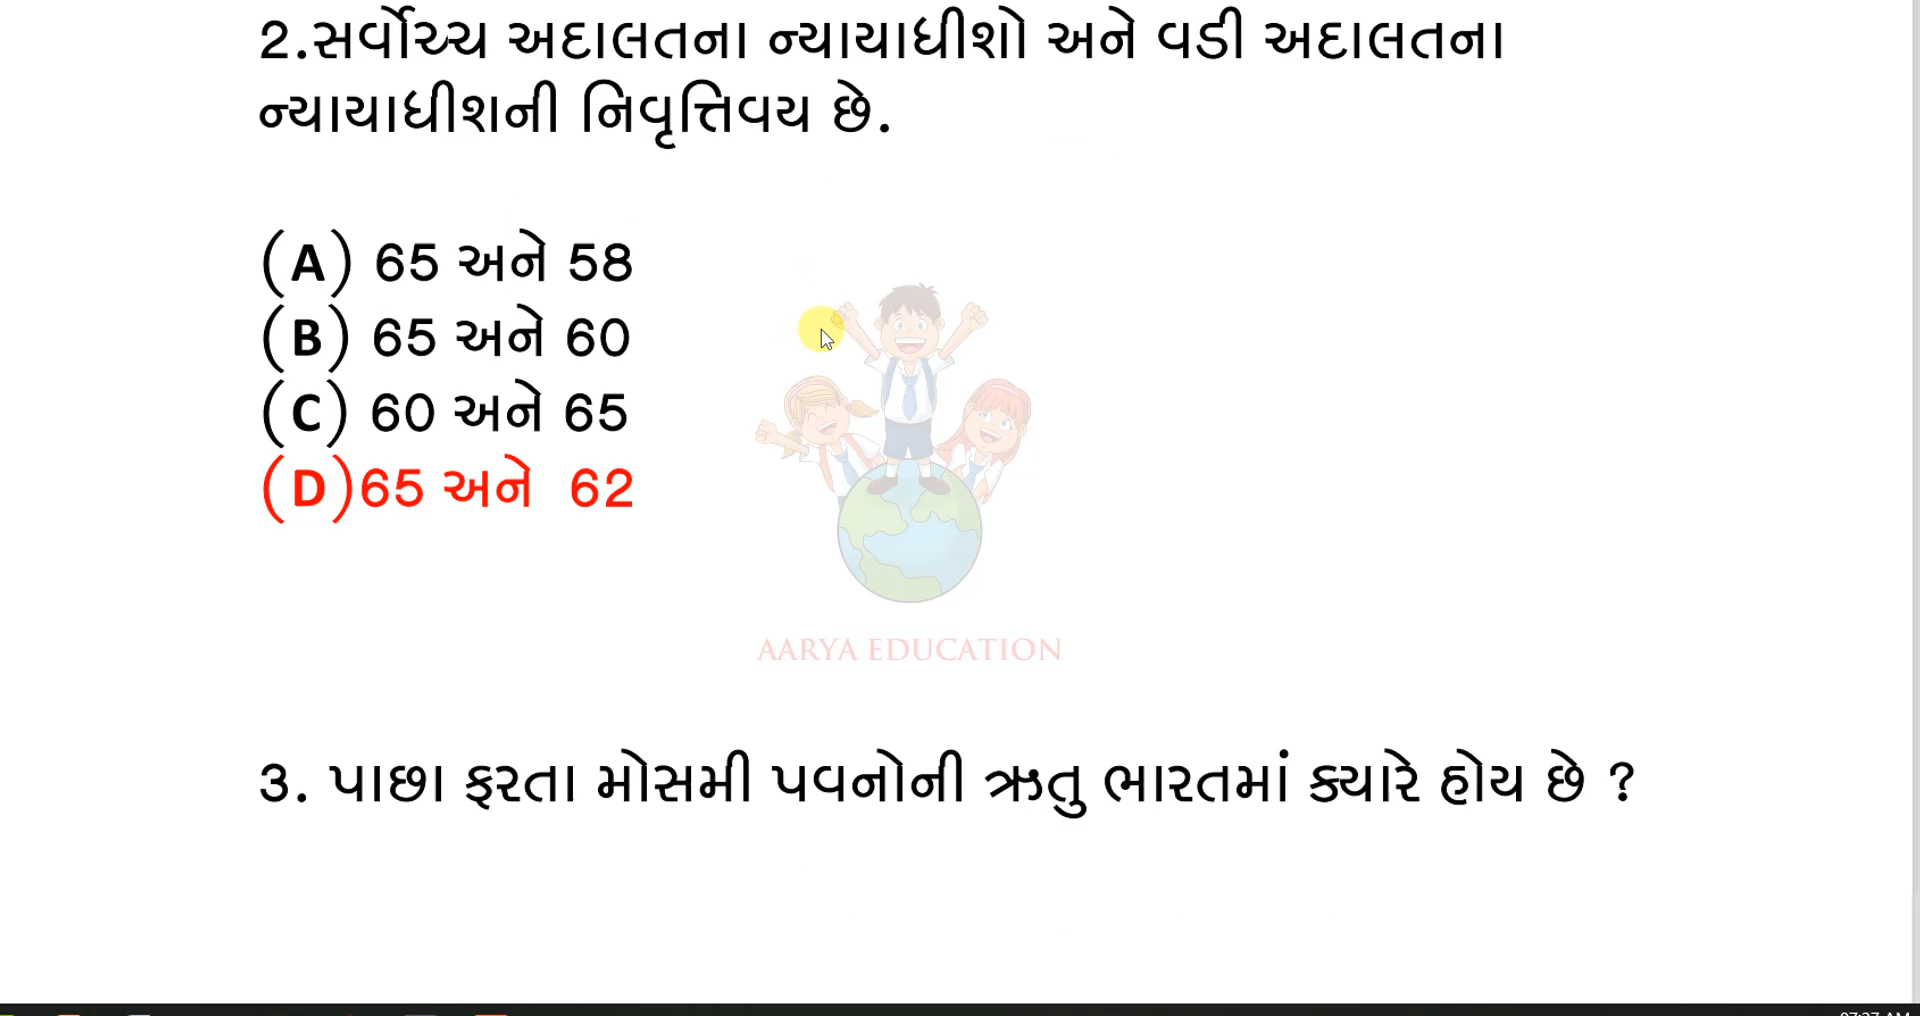 2.સર્વોચ્ચ અદાલતના ન્યાયાધીશો અને વડી અદાલતના
ન્યાયાધીશની નિવૃત્તિવય છે.
(A) 65 અને 58
(B) 65 અને 60
(C) 60 અને 65
(D)65 અને 62
AARYA EDUCATION
3. પાછા ફરતા મોસમી પવનોની ઋતુ ભારતમાં ક્યારે હોય છે ?